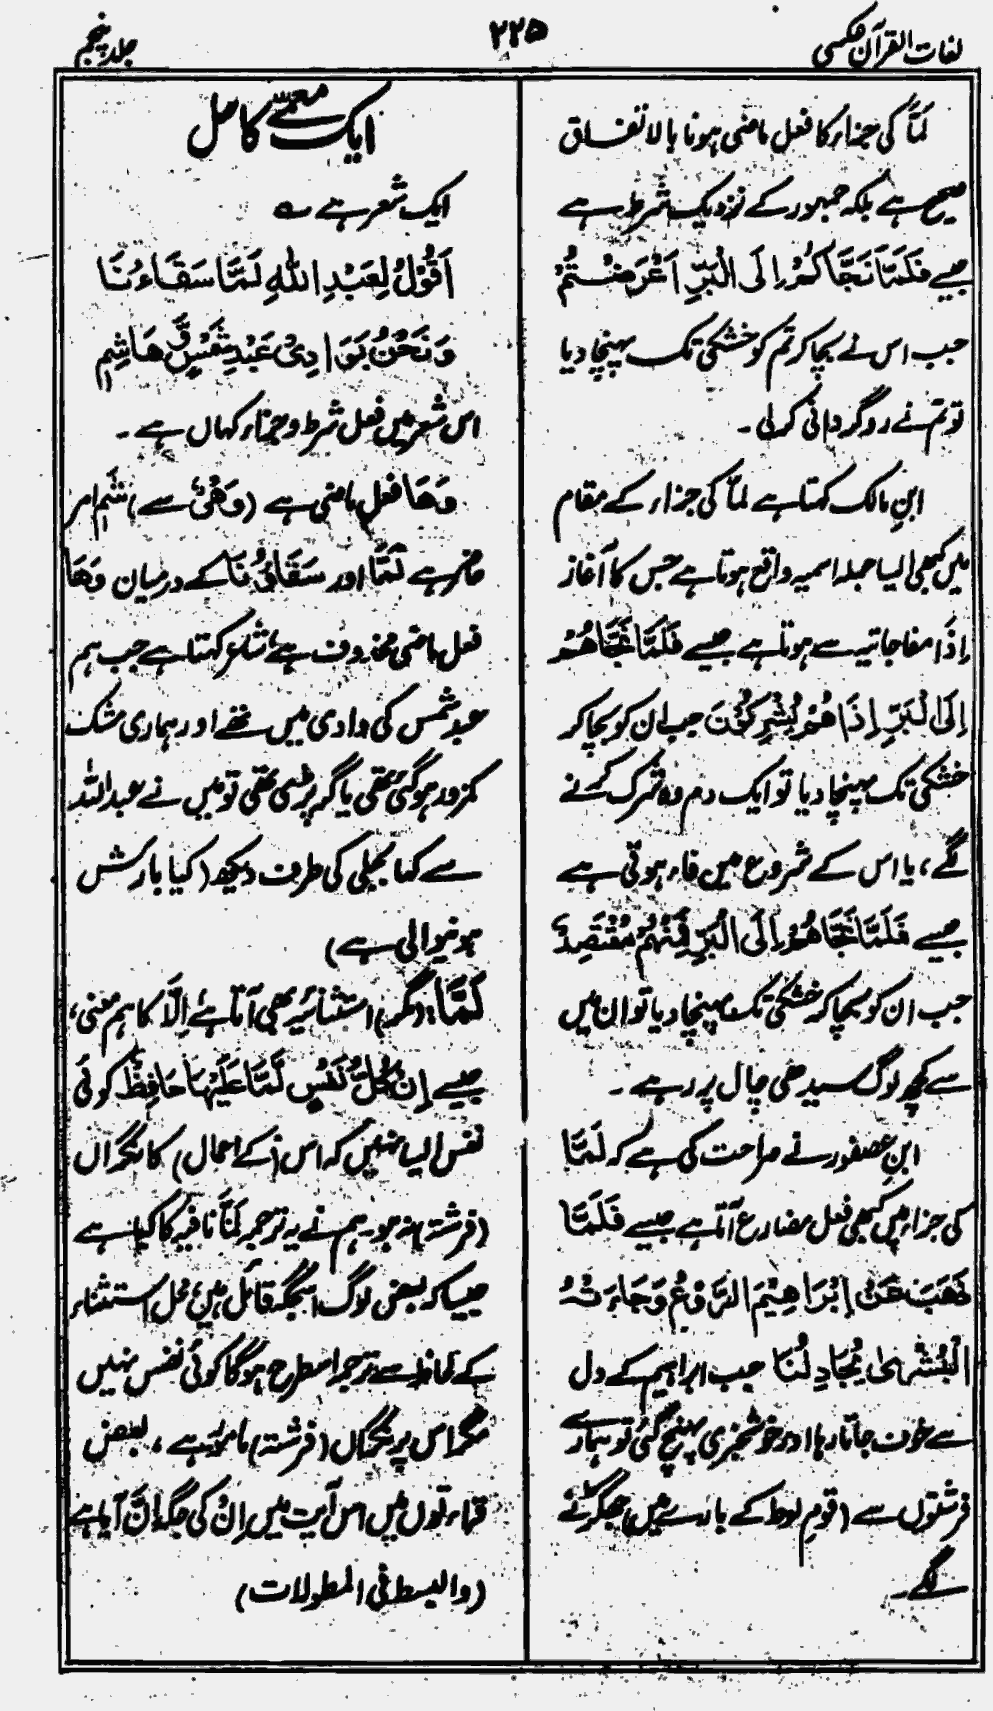 لغات القرآن عکسی
۲۲۵
جلد پنجم
لَمَّا کی جزاء کا فعل ماضی ہونا بالاتفاق
صحیح ہے بلکہ جمہور کے نزدیک شرط ہے
جیسے فَلَمَّا نَجَّاکُمْ اِلَی الْبَرِّ اَعْرَضْتُمْ
جب اس نے بچا کر تم کو خشکی تک پہنچا دیا
تو تم نے روگردانی کرلی۔
ابنِ مالک کہتا ہے لمّا کی جزاء کے مقام
میں کبھی ایسا جملہ اسمیہ واقع ہوتا ہے جس کا آغاز
اِذَا مفاجاتیہ سے ہوتا ہے جیسے فَلَمَّا نَجَّاهُمْ
اِلَی الْبَرِّ اِذَا هُمْ یُشْرِکُوْنَ جب ان کو بچا کر
خشکی تک پہنچا دیا تو ایک دم وہ شرک کرنے
لگے، یا اس کے شروع میں فاء ہوتی ہے
جیسے فَلَمَّا نَجَّاهُمْ اِلَی الْبَرِّ فَمِنْهُمْ مُقْتَصِدٌ
جب ان کو بچا کر خشکی تک پہنچا دیا تو ان میں
سے کچھ لوگ سیدھی چال پر رہے۔
ابنِ عصفور نے صراحت کی ہے کہ لَمَّا
کی جزاء میں کبھی فعل مضارع آتا ہے جیسے فَلَمَّا
ذَهَبَ عَنْ اِبْرَاهِیْمَ الرَّوْعُ وَجَاءَتْهُ
الْبُشْریٰ یُجَادِلُنَا جب ابراہیم کے دل
سے خوف جاتا رہا اور خوشخبری پہنچ گئی تو ہمارے
فرشتوں سے (قومِ لوط کے بارے میں) جھگڑنے
لگے۔
ایک معمّے کا حل
ایک شعر ہے ؎
اَقُوْلُ لِعَبْدِ اللّٰهِ لَمَّا سَقَاءُنَا
وَنَحْنُ بِوَادِیْ عَبْدِ شَمْسٍ وَّهَاشِمِ
اس شعر میں فعل شرط و جزاء کہاں ہے۔
وَهَا فعلِ ماضی ہے (وَهْیٌ سے) شِمْ امر
حاضر ہے لَمَّا اور سَقَاؤُنَا کے درمیان وَهَا
فعل ماضی محذوف ہے، شاعر کہتا ہے جب ہم
عبد شمس کی وادی میں تھے اور ہماری مشک
کمزور ہوگئی تھی یا گر پڑی تھی تو میں نے عبداللہ
سے کہا بجلی کی طرف دیکھ (کیا بارش
ہونیوالی ہے)
لَمَّا: (مگر) استثنائیہ بھی آتا ہے اِلَّا کا ہم معنی،
جیسے اِنْ کُلُّ نَفْسٍ لَمَّا عَلَیْهَا حَافِظٌ کوئی
نفس ایسا نہیں کہ اس (کے اعمال) کا نگراں
(فرشتہ) نہ ہو۔ ہم نے یہ ترجمہ لَمَّا نافیہ کا کیا ہے
جیسا کہ بعض لوگ اس جگہ قائل ہیں، محل استثناء
کے لحاظ سے ترجمہ اسطرح ہوگا کوئی نفس نہیں
مگر اس پر نگراں (فرشتہ) مامور ہے، بعض
قراءتوں میں اس آیت میں اِنْ کی جگہ اِنَّ آیا ہے
(والبسط فی المطولات)